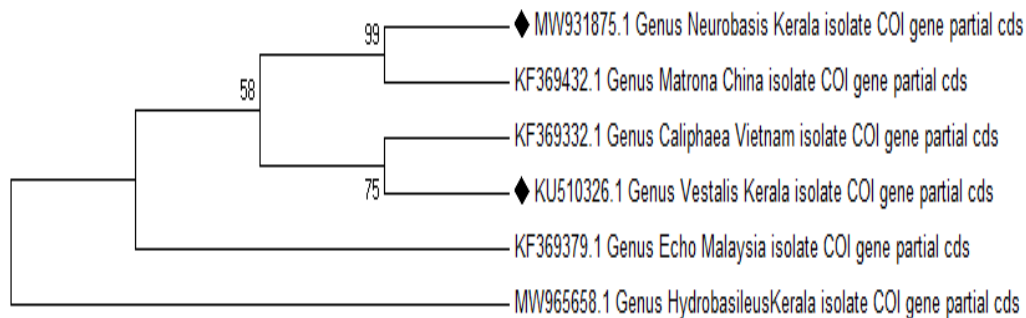 99
MW931875.1 Genus Neurobasis Kerala isolate COI gene partial cds
KF369432.1 Genus Matrona China isolate COI gene partial cds
58
KF369332.1 Genus Caliphaea Vietnam isolate COI gene partial cds
75
KU510326.1 Genus Vestalis Kerala isolate COI gene partial cds
KF369379.1 Genus Echo Malaysia isolate COI gene partial cds
MW965658.1 Genus HydrobasileusKerala isolate COI gene partial cds